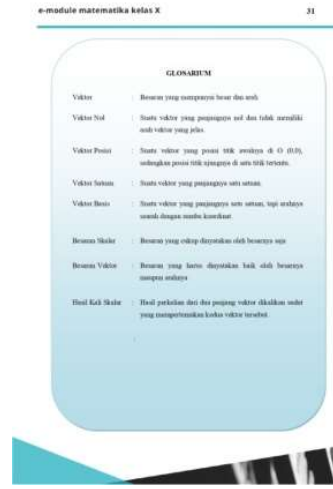 e-module matematika kelas X 31
GLOSARIUM
Vektor : Besaran yang mempunyai besar dan arah.
Vektor Nol : Suatu vektor yang panjangnya nol dan tidak memiliki
arah vektor yang jelas.
Vektor Posisi : Suatu vektor yang posisi titik awalnya di O (0,0),
sedangkan posisi titik ujungnya di satu titik tertentu.
Vektor Satuan : Suatu vektor yang panjangnya satu satuan.
Vektor Basis : Suatu vektor yang panjangnya satu satuan, tapi arahnya
searah dengan sumbu koordinat
Besaran Skalar : Besaran yang cukup dinyatakan oleh besarnya saja
Besaran Vektor : Besaran yang harus dinyatakan baik oleh besarnya
maupun arahnya
Hasil Kali Skalar : Hasil perkalian dari dua panjang vektor dikalikan sudut
yang mempertemukan kedua vektor tersebut.
: